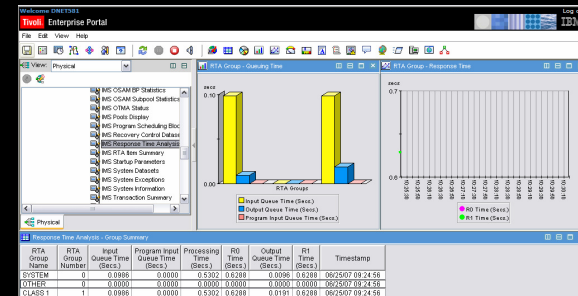 Welcome DNET581
Log
Tivoli. Enterprise Portal
IBM
File Edit View Help
View: Physical
IMS OSAM BP Statistics
IMS OSAM Subpool Statistics
IMS OTMA Status
IMS Pools Display
IMS Program Scheduling Bloc
IMS Recovery Control Datase
IMS Response Time Analysis
IMS RTA Item Summary
IMS Startup Parameters
IMS System Datasets
IMS System Exceptions
IMS System Information
IMS Transaction Summary
Physical
RTA Group - Queuing Time
secs
0.10
0.00
RTA Groups
Input Queue Time (Secs.)
Output Queue Time (Secs.)
Program Input Queue Time (Secs.)
RTA Group - Response Time
secs
0.7
0.6
R0 Time (Secs.)
R1 Time (Secs.)
Response Time Analysis - Group Summary
RTA Group Name RTA Group Number Input Queue Time (Secs.) Program Input Queue Time (Secs.) Processing Time (Secs.) R0 Time (Secs.) Output Queue Time (Secs.) R1 Time (Secs.) Timestamp
SYSTEM 0 0.0986 0.0000 0.5302 0.6288 0.0096 0.6288 06/25/07 09:24:56
OTHER 0 0.0000 0.0000 0.0000 0.0000 0.0000 0.0000 06/25/07 09:24:56
CLASS 1 1 0.0986 0.0000 0.5302 0.6288 0.0191 0.6288 06/25/07 09:24:56